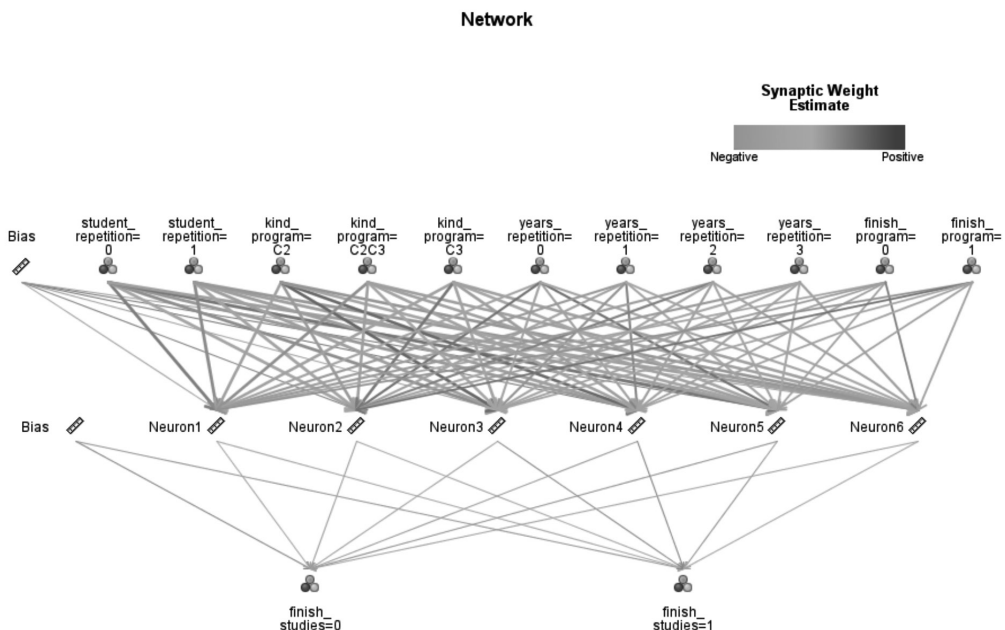 Network
Synaptic Weight
Estimate
Negative
Positive
Bias
student_
repetition=
0
student_
repetition=
1
kind_
program=
C2
kind_
program=
C2C3
kind_
program=
C3
years_
repetition=
0
years_
repetition=
1
years_
repetition=
2
years_
repetition=
3
finish_
program=
0
finish_
program=
1
Bias
Neuron1
Neuron2
Neuron3
Neuron4
Neuron5
Neuron6
finish_
studies=0
finish_
studies=1